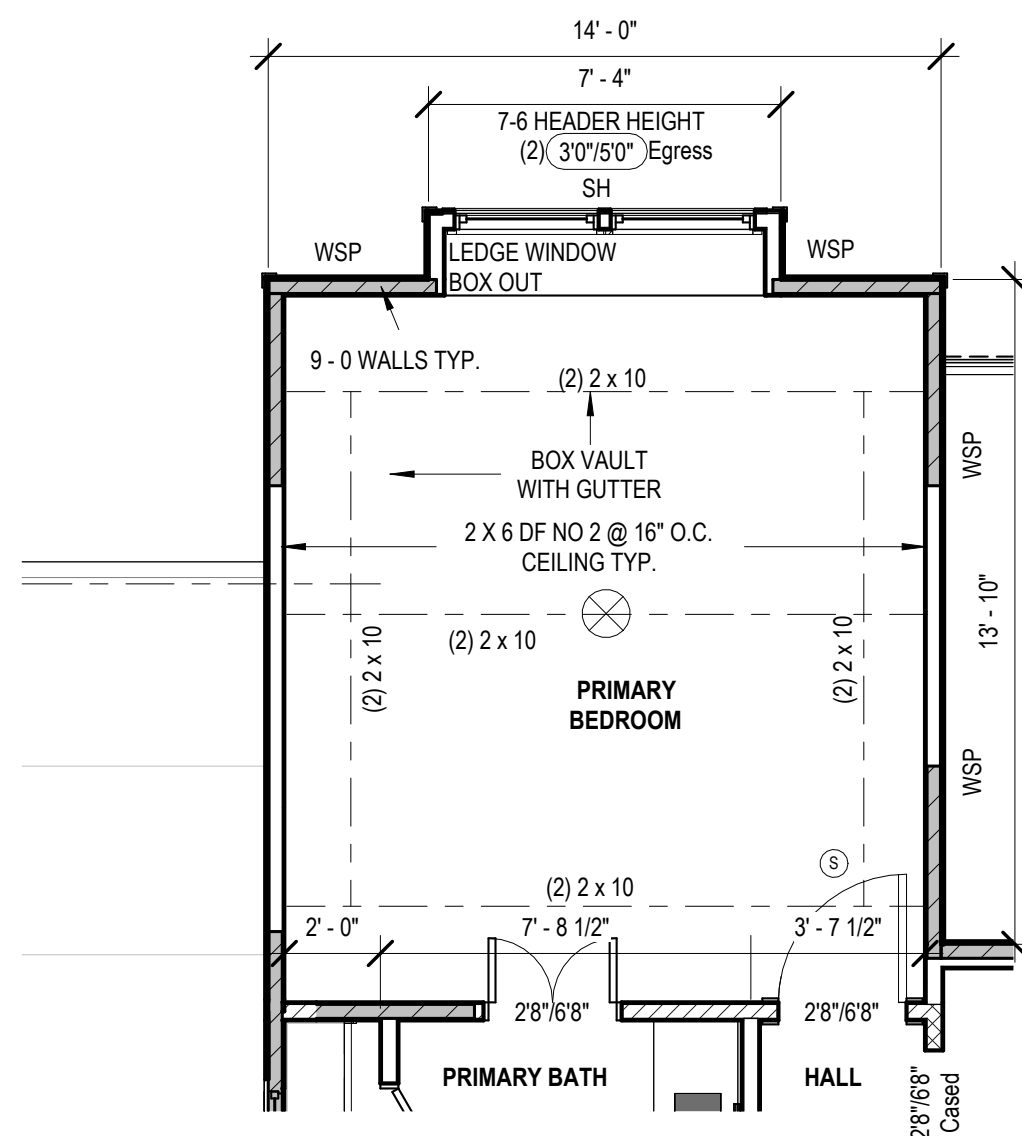 14' - 0"
7' - 4"
7-6 HEADER HEIGHT
(2) 3'0"/5'0" Egress
SH
WSP
WSP
LEDGE WINDOW
BOX OUT
9 - 0 WALLS TYP.
(2) 2 x 10
BOX VAULT
WITH GUTTER
WSP
2 X 6 DF NO 2 @ 16" O.C.
CEILING TYP.
13' - 10"
(2) 2 x 10
(2) 2 x 10
(2) 2 x 10
PRIMARY
BEDROOM
WSP
S
(2) 2 x 10
2' - 0"
7' - 8 1/2"
3' - 7 1/2"
2'8"/6'8"
2'8"/6'8"
PRIMARY BATH
HALL
2'8"/6'8"
Cased